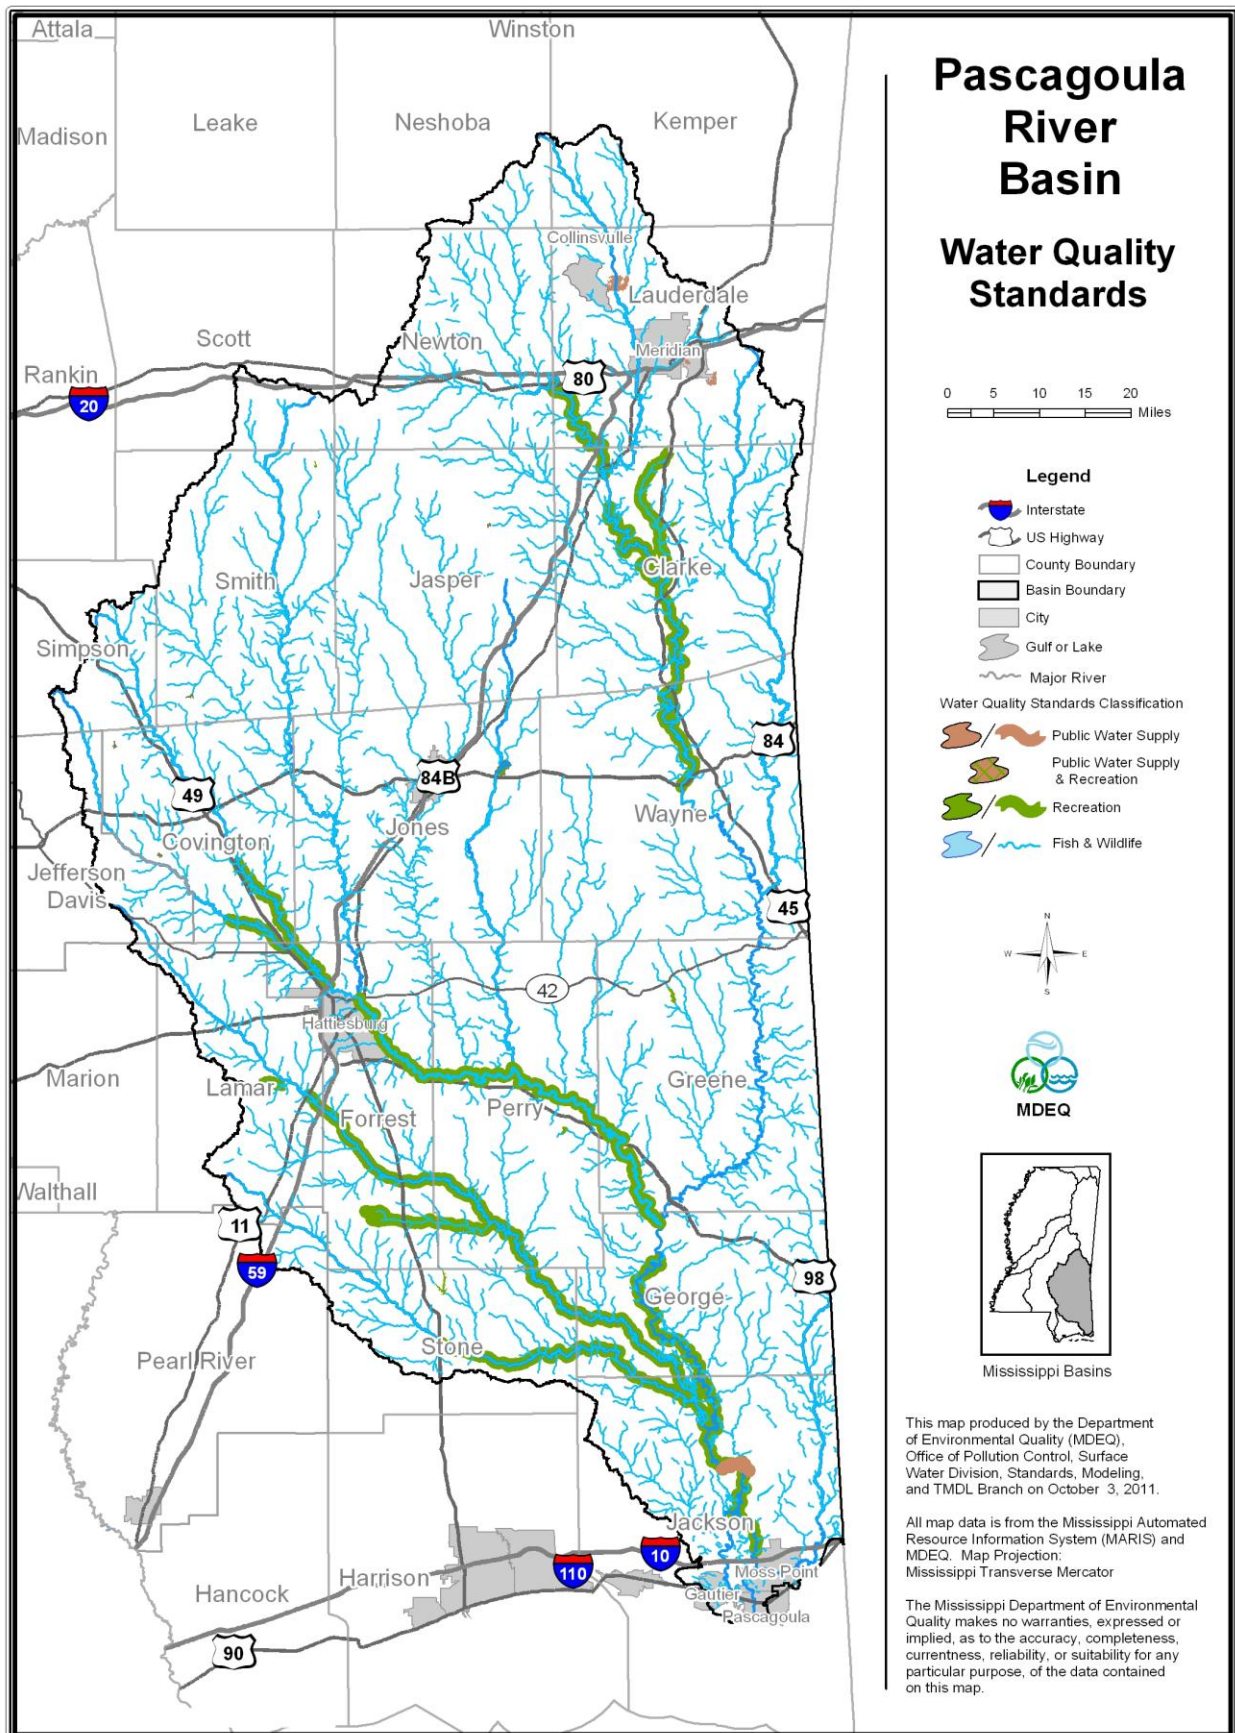 Attala
Winston
Madison
Leake
Neshoba
Kemper
Collinsvulle
Lauderdale
Scott
Newton
Meridian
Rankin
80
20
Clarke
Smith
Jasper
Simpson
84
84B
49
Jones
Wayne
Covington
Jefferson
Davis
45
42
Hattiesburg
Marion
Lamar
Greene
Perry
Forrest
Walthall
11
59
98
George
Stone
Pearl River
Jackson
10
110
Moss Point
Harrison
Hancock
Gautier
Pascagoula
90
Pascagoula
River
Basin
Water Quality
Standards
0 5 10 15 20
Miles
Legend
Interstate
US Highway
County Boundary
Basin Boundary
City
Gulf or Lake
Major River
Water Quality Standards Classification
/ Public Water Supply
Public Water Supply
& Recreation
/ Recreation
/ Fish & Wildlife
N
W E
S
MDEQ
Mississippi Basins
This map produced by the Department
of Environmental Quality (MDEQ),
Office of Pollution Control, Surface
Water Division, Standards, Modeling,
and TMDL Branch on October 3, 2011.
All map data is from the Mississippi Automated
Resource Information System (MARIS) and
MDEQ. Map Projection:
Mississippi Transverse Mercator
The Mississippi Department of Environmental
Quality makes no warranties, expressed or
implied, as to the accuracy, completeness,
currentness, reliability, or suitability for any
particular purpose, of the data contained
on this map.